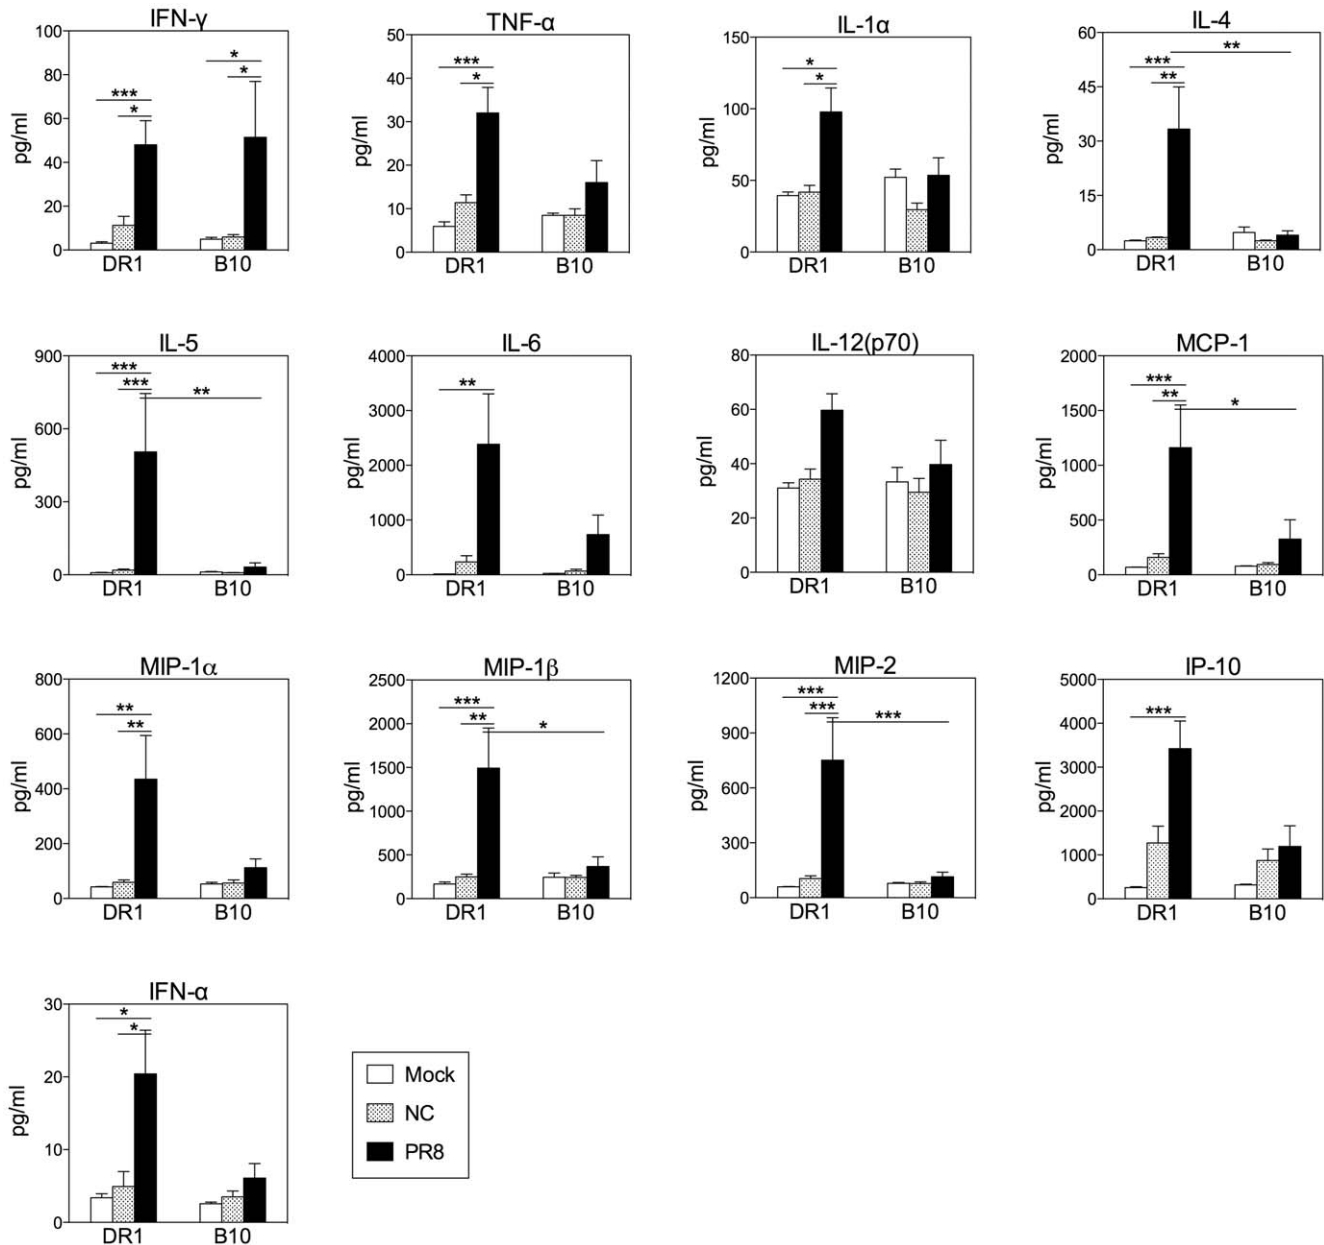 IFN-γ
100
80
60
40
20
0
pg/ml
***
*
*
*
DR1 B10
TNF-α
50
40
30
20
10
0
pg/ml
***
*
DR1 B10
IL-1α
150
100
50
0
pg/ml
*
*
DR1 B10
IL-4
60
45
30
15
0
pg/ml
***
**
**
DR1 B10
IL-5
900
600
300
0
pg/ml
***
***
**
DR1 B10
IL-6
4000
3000
2000
1000
0
pg/ml
**
DR1 B10
IL-12(p70)
80
60
40
20
0
pg/ml
DR1 B10
MCP-1
2000
1500
1000
500
0
pg/ml
***
**
*
DR1 B10
MIP-1α
800
600
400
200
0
pg/ml
**
**
DR1 B10
MIP-1β
2500
2000
1500
1000
500
0
pg/ml
***
**
*
DR1 B10
MIP-2
1200
900
600
300
0
pg/ml
***
***
***
DR1 B10
IP-10
5000
4000
3000
2000
1000
0
pg/ml
***
DR1 B10
IFN-α
30
20
10
0
pg/ml
*
*
DR1 B10
Mock
NC
PR8